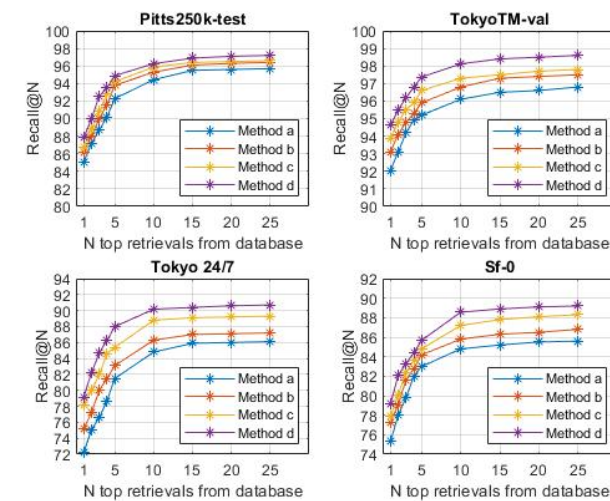 Pitts250k-test
100
98
96
94
92
90
88
86
84
82
80
Recall@N
Method a
Method b
Method c
Method d
1 5 10 15 20 25
N top retrievals from database
TokyoTM-val
100
99
98
97
96
95
94
93
92
91
90
Recall@N
Method a
Method b
Method c
Method d
1 5 10 15 20 25
N top retrievals from database
Tokyo 24/7
94
92
90
88
86
84
82
80
78
76
74
72
Recall@N
Method a
Method b
Method c
Method d
1 5 10 15 20 25
N top retrievals from database
Sf-0
92
90
88
86
84
82
80
78
76
74
Recall@N
Method a
Method b
Method c
Method d
1 5 10 15 20 25
N top retrievals from database